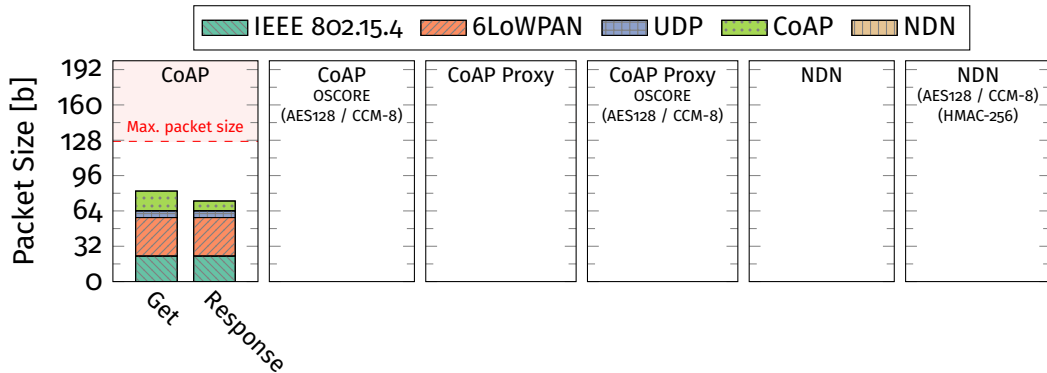 IEEE 802.15.4 6LoWPAN UDP CoAP NDN
Packet Size [b]
192
160
128
96
64
32
0
CoAP
Max. packet size
Get
Response
CoAP
OSCORE
(AES128 / CCM-8)
CoAP Proxy
CoAP Proxy
OSCORE
(AES128 / CCM-8)
NDN
NDN
(AES128 / CCM-8)
(HMAC-256)